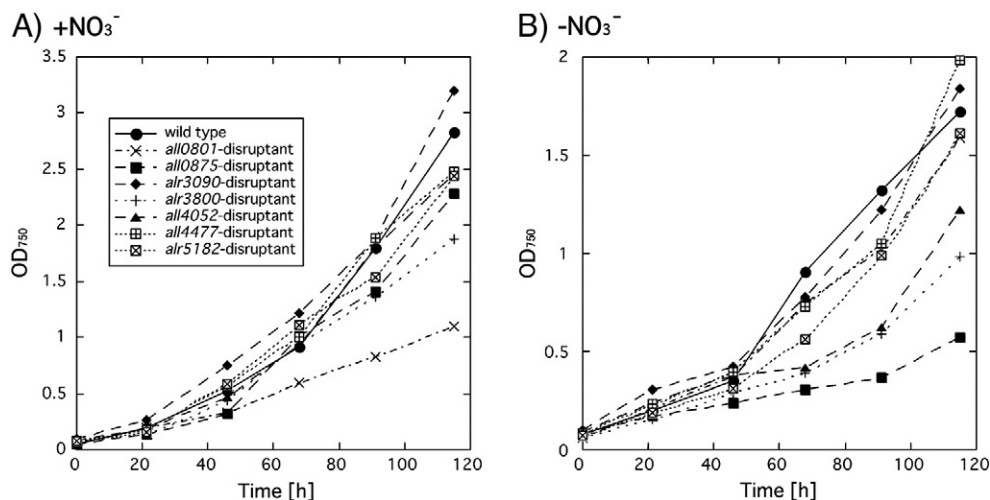 A) +NO₃⁻
3.5
3
2.5
2
1.5
1
0.5
0
OD₇₅₀
0 20 40 60 80 100 120
Time [h]
wild type
all0801-disruptant
all0875-disruptant
alr3090-disruptant
alr3800-disruptant
all4052-disruptant
all4477-disruptant
alr5182-disruptant
B) -NO₃⁻
2
1.5
1
0.5
0
OD₇₅₀
0 20 40 60 80 100 120
Time [h]